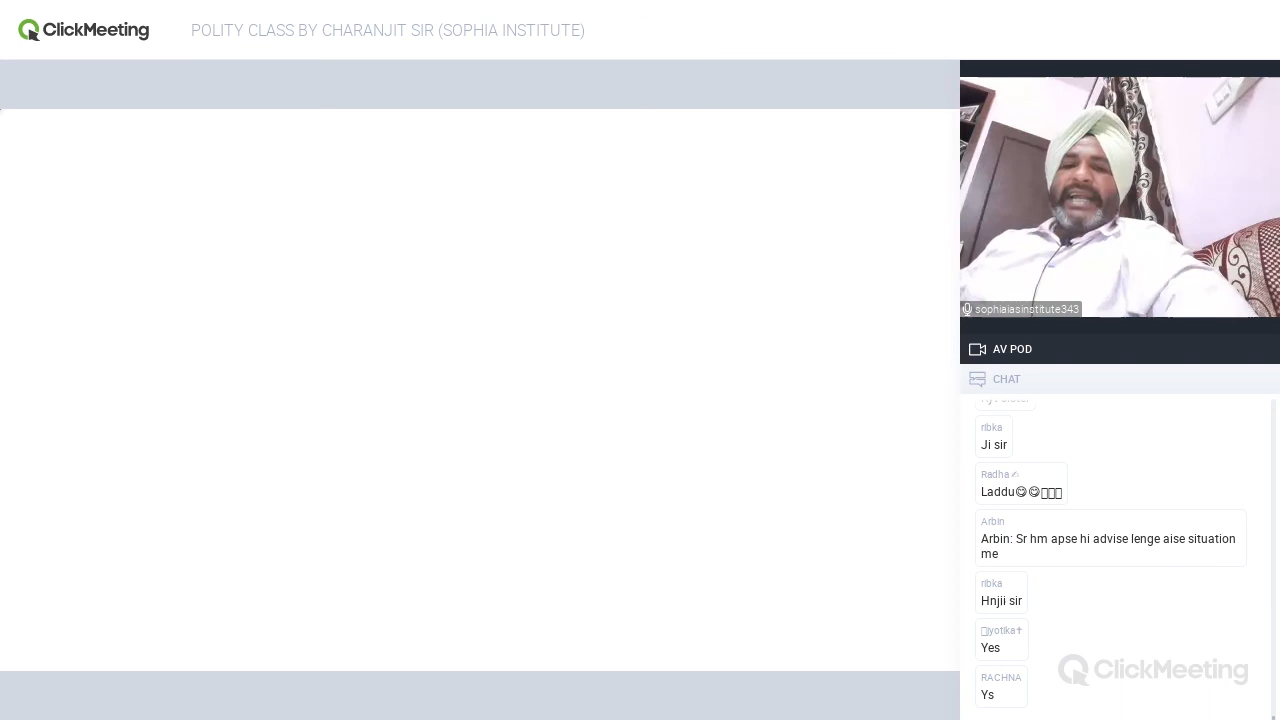 ClickMeeting
POLITY CLASS BY CHARANJIT SIR (SOPHIA INSTITUTE)
sophiaiasinstitute343
AV POD
CHAT
ribka
Ji sir
Radha✍
Laddu😋😋
Arbin
Arbin: Sr hm apse hi advise lenge aise situation
me
ribka
Hnjii sir
yotika✝
Yes
RACHNA
Ys
ClickMeeting